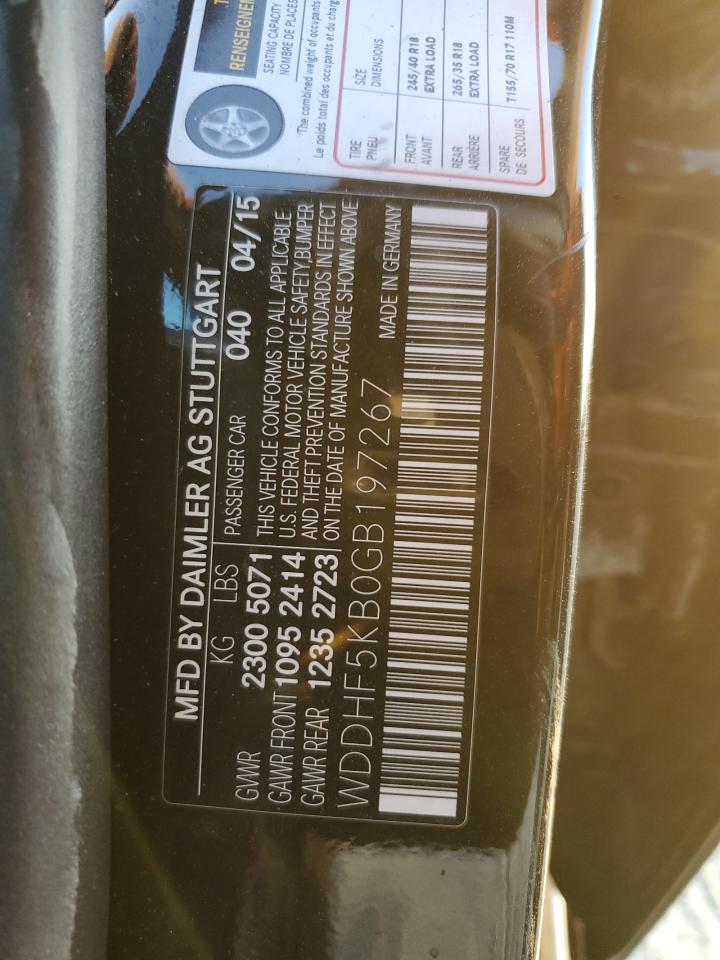 RENSEIGNE
SEATING CAPACITY
NOMBRE DE PLACES
The combined weight of occupants
Le poids total des occupants et du
TIRE SIZE
PNEU DIMENSIONS
FRONT 245/40 R18
AVANT EXTRA LOAD
REAR 265/35 R18
ARRIÈRE EXTRA LOAD
SPARE T155/70 R17 110M
DE SECOURS
MFD BY DAIMLER AG STUTTGART
KG LBS PASSENGER CAR 040 04/15
GVWR 2300 5071
GAWR FRONT 1095 2414
GAWR REAR 1235 2723
THIS VEHICLE CONFORMS TO ALL APPLICABLE
U.S. FEDERAL MOTOR VEHICLE SAFETY,BUMPER
AND THEFT PREVENTION STANDARDS IN EFFECT
ON THE DATE OF MANUFACTURE SHOWN ABOVE
WDDHF5KB0GB197267 MADE IN GERMANY